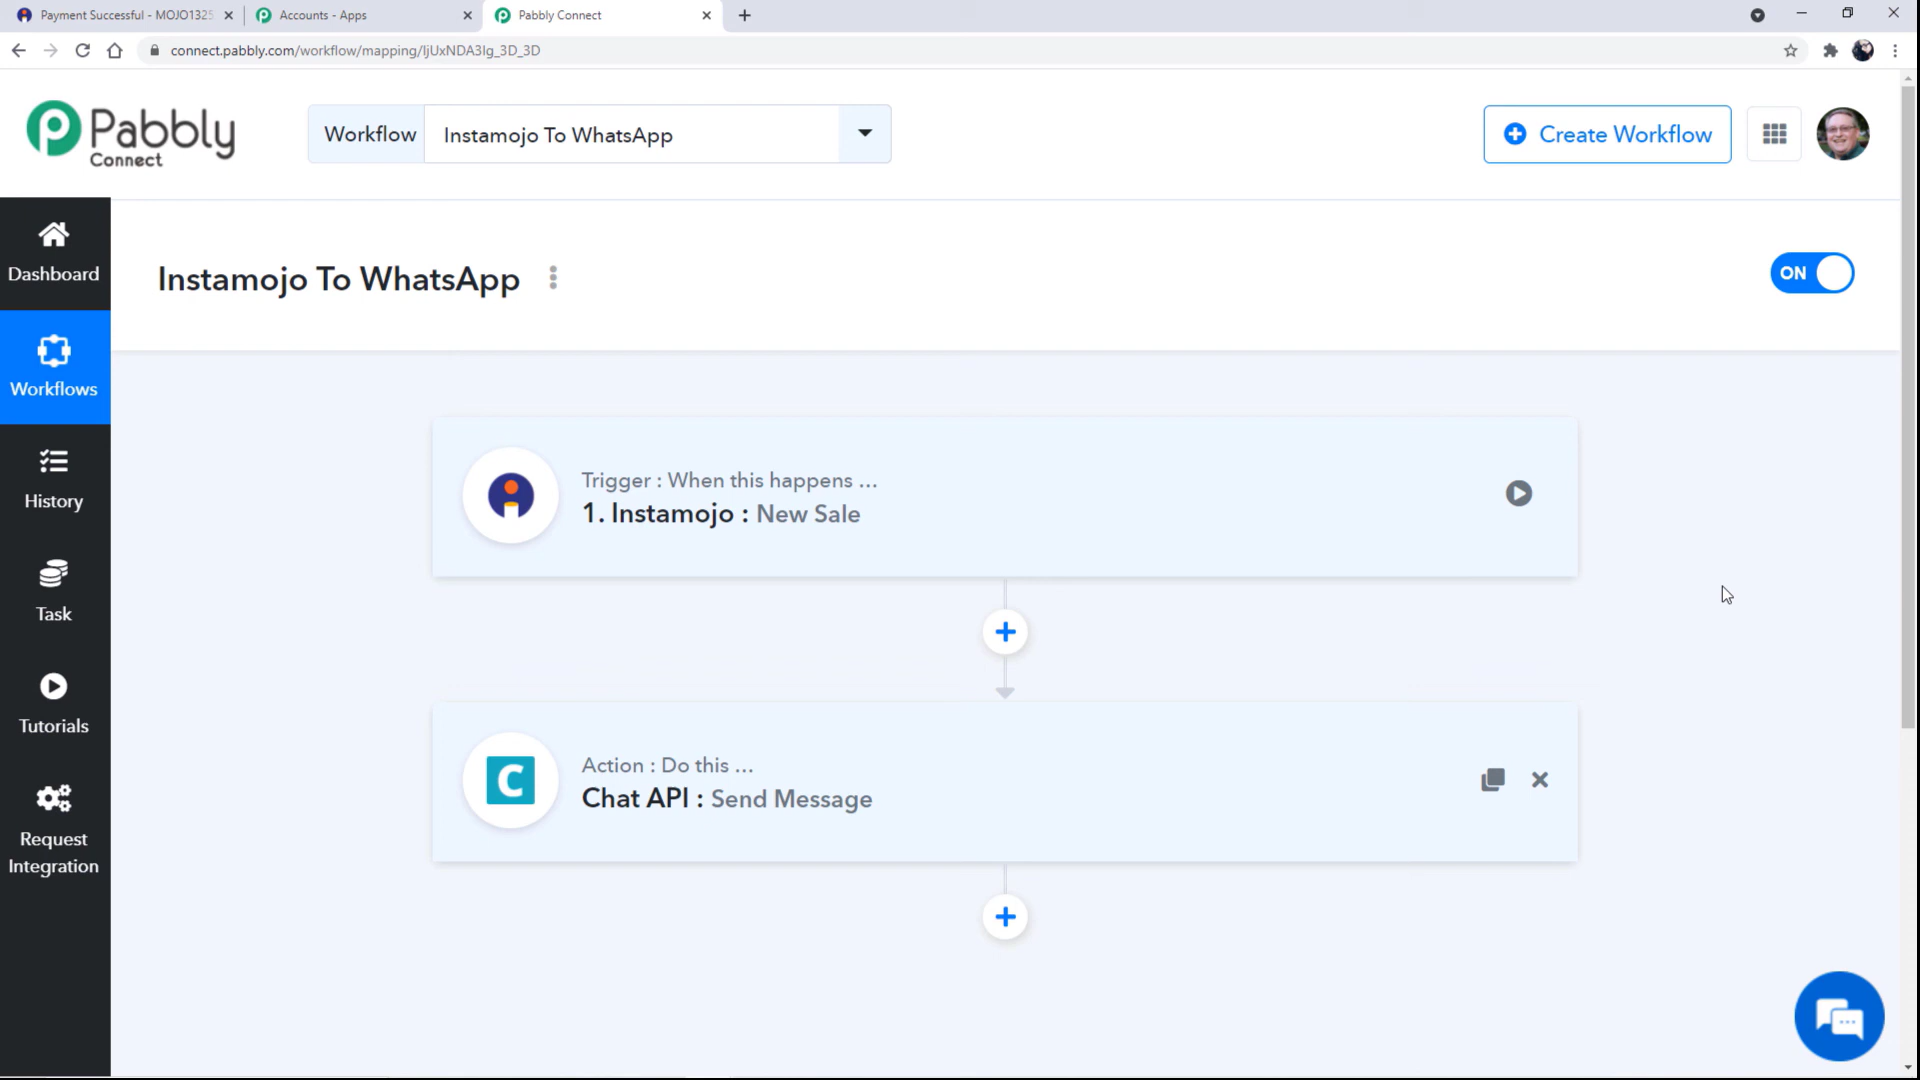 Payment Successful - MOJO1325
Accounts - Apps
Pabbly Connect
connect.pabbly.com/workflow/mapping/IjUxNDA3Ig_3D_3D
Pabbly
Connect
Workflow
Instamojo To WhatsApp
Create Workflow
Dashboard
Workflows
History
Task
Tutorials
Request
Integration
Instamojo To WhatsApp
ON
Trigger : When this happens ...
1. Instamojo : New Sale
Action : Do this ...
C
Chat API : Send Message